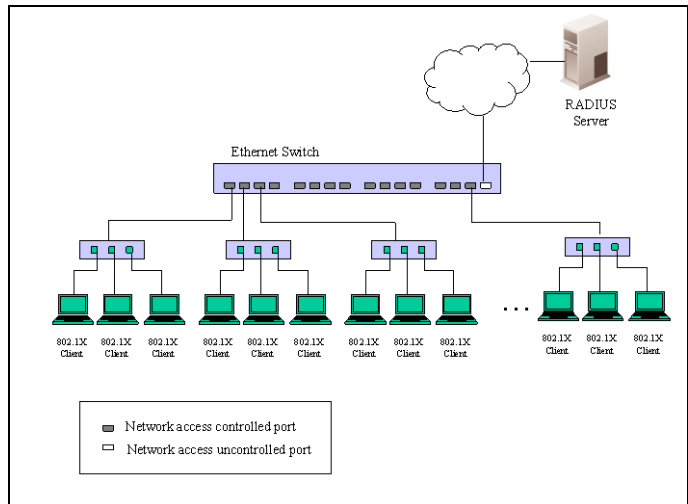 RADIUS
Server
Ethernet Switch
...
802.1X
Client
802.1X
Client
802.1X
Client
802.1X
Client
802.1X
Client
802.1X
Client
802.1X
Client
802.1X
Client
802.1X
Client
802.1X
Client
802.1X
Client
802.1X
Client
Network access controlled port
Network access uncontrolled port